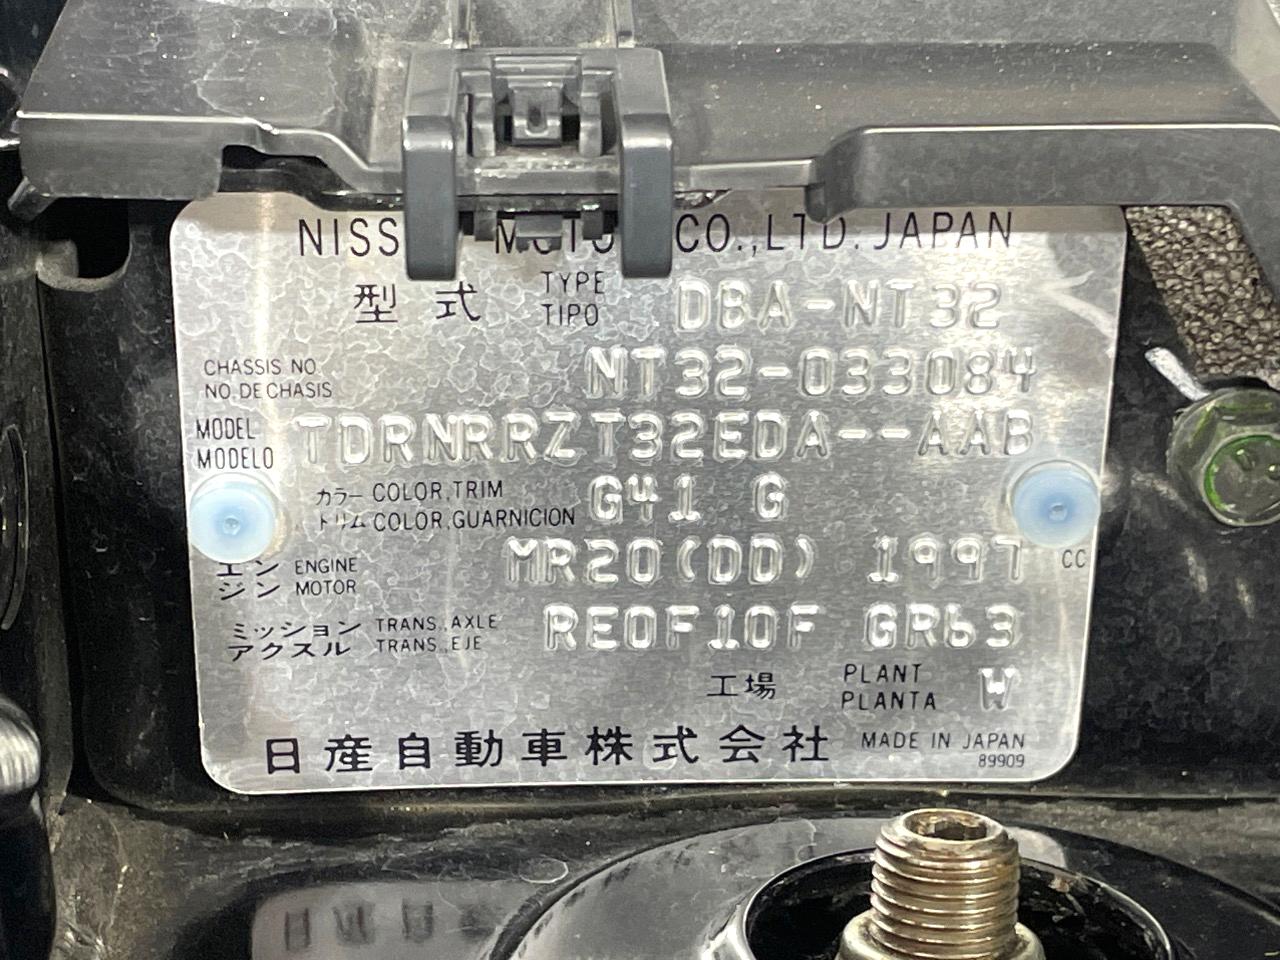 NISS MOTO CO.,LTD. JAPAN
型式 TYPE TIPO DBA-NT32
CHASSIS NO. NO. DE CHASIS NT32-033084
MODEL MODELO TDRNRRZT32EDA--AAB
カラー COLOR,TRIM
トリム COLOR,GUARNICION G41 G
エンジン ENGINE MOTOR MR20(DD) 1997 CC
ミッション TRANS.,AXLE
アクスル TRANS.,EJE RE0F10F GR63
工場 PLANT PLANTA W
日産自動車株式会社 MADE IN JAPAN
89909